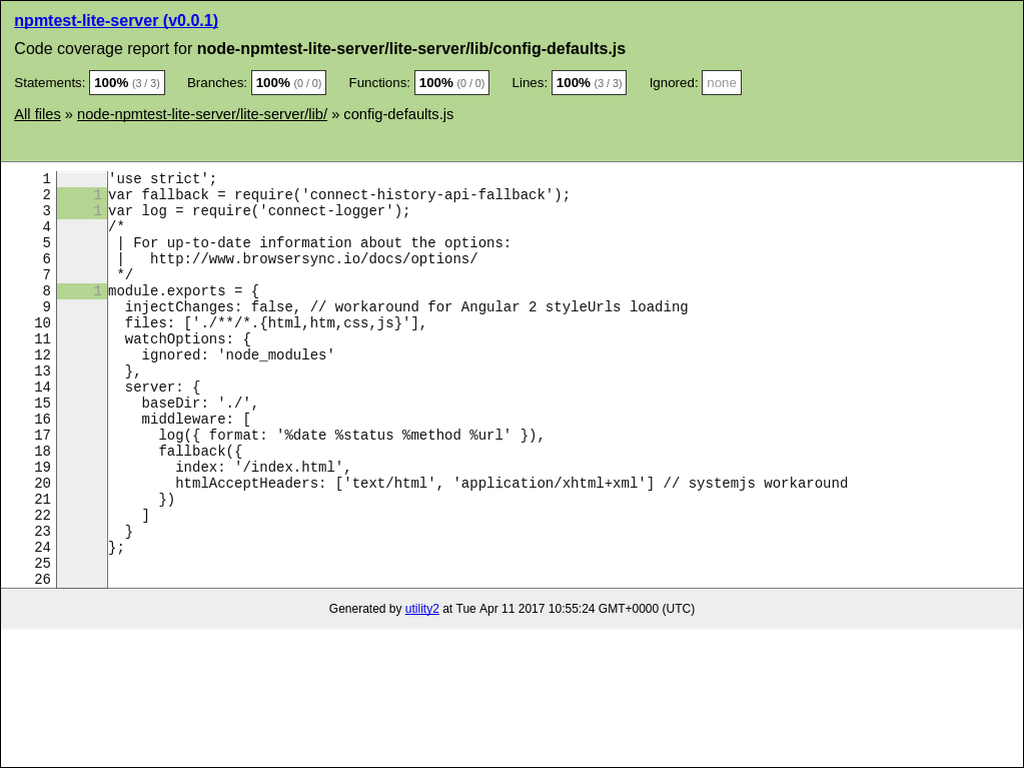 npmtest-lite-server (v0.0.1)
Code coverage report for node-npmtest-lite-server/lite-server/lib/config-defaults.js
Statements: 100% (3 / 3) Branches: 100% (0 / 0) Functions: 100% (0 / 0) Lines: 100% (3 / 3) Ignored: none
All files » node-npmtest-lite-server/lite-server/lib/ » config-defaults.js
1 'use strict';
2 1 var fallback = require('connect-history-api-fallback');
3 1 var log = require('connect-logger');
4 /*
5  | For up-to-date information about the options:
6  |   http://www.browsersync.io/docs/options/
7  */
8 1 module.exports = {
9   injectChanges: false, // workaround for Angular 2 styleUrls loading
10   files: ['./**/*.{html,htm,css,js}'],
11   watchOptions: {
12     ignored: 'node_modules'
13   },
14   server: {
15     baseDir: './',
16     middleware: [
17       log({ format: '%date %status %method %url' }),
18       fallback({
19         index: '/index.html',
20         htmlAcceptHeaders: ['text/html', 'application/xhtml+xml'] // systemjs workaround
21       })
22     ]
23   }
24 };
25
26
Generated by utility2 at Tue Apr 11 2017 10:55:24 GMT+0000 (UTC)